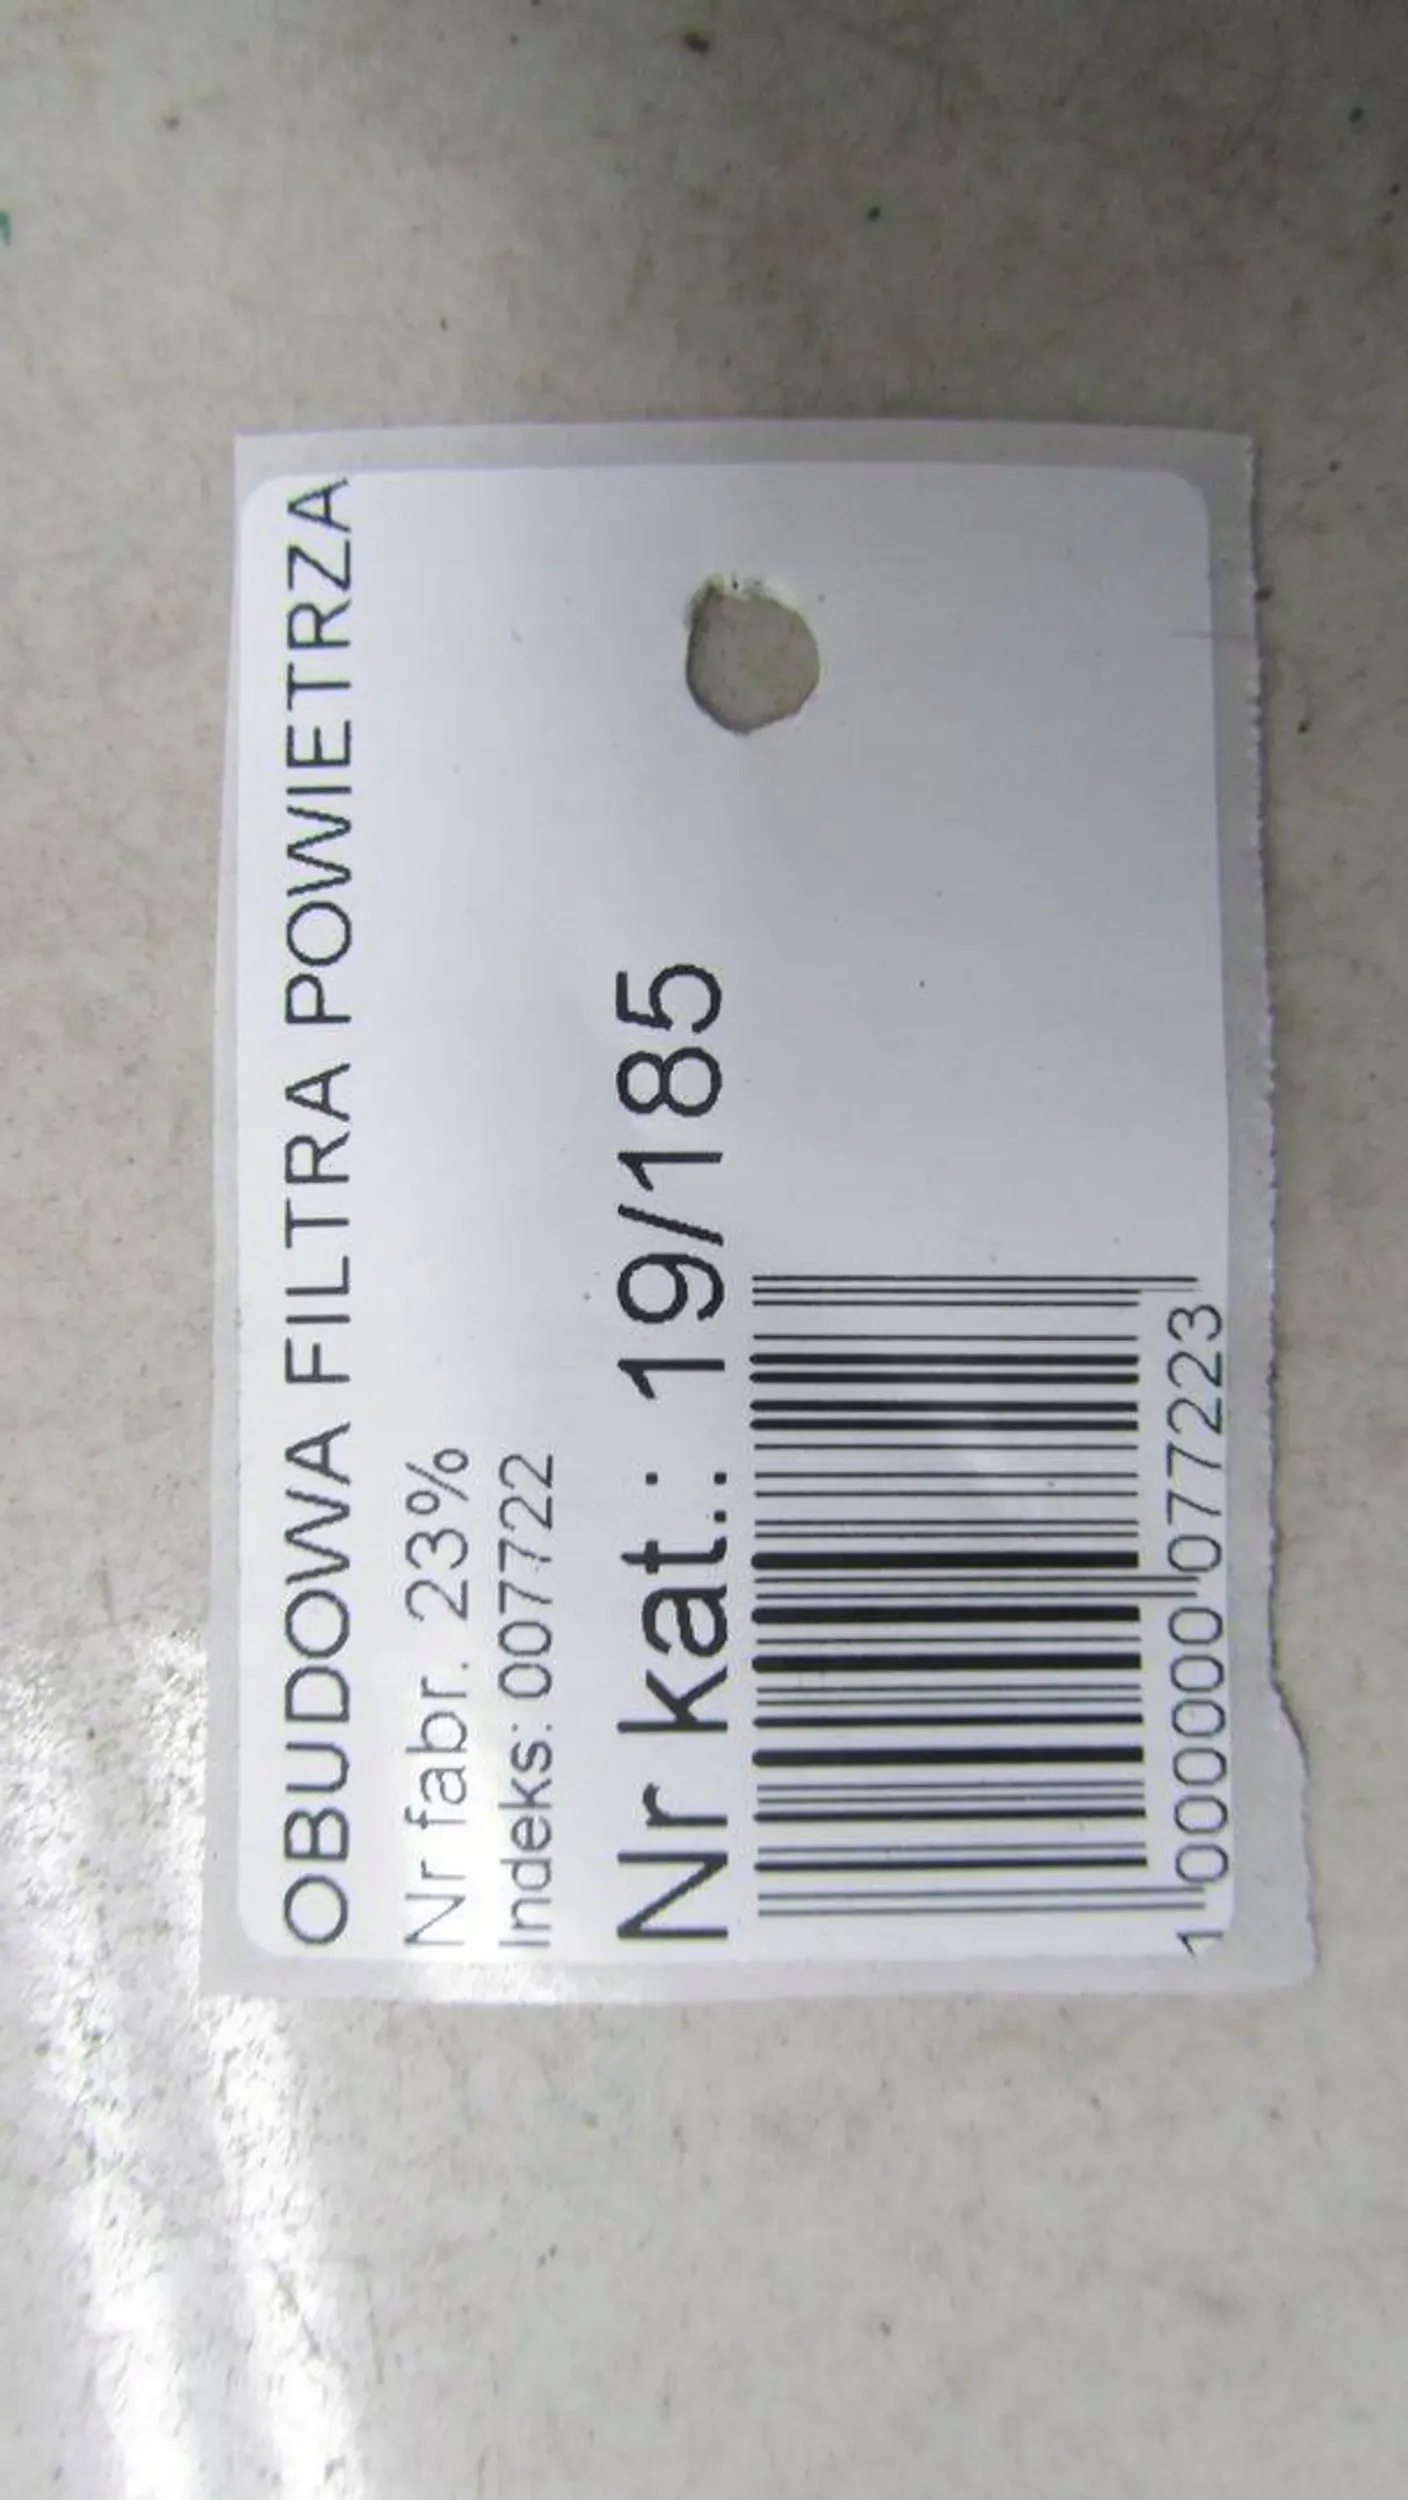 OBUDOWA FILTRA POWIETRZA
Nr fabr. 23%
Indeks: 007722
Nr kat.: 19/185
1000000077223